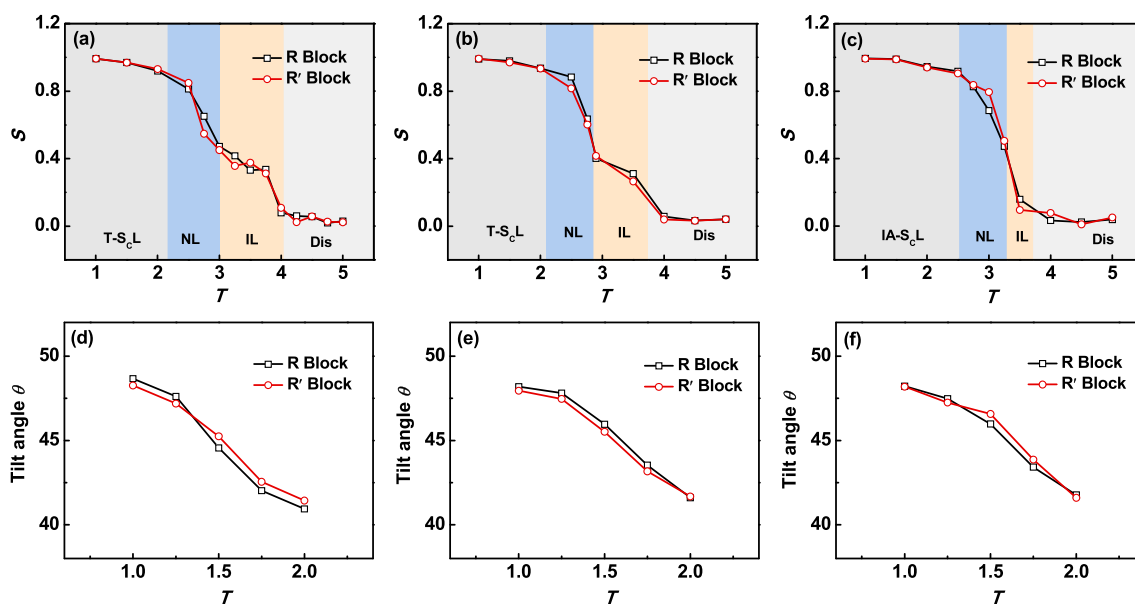 (a)
R Block
R′ Block
S
1.2
0.8
0.4
0.0
T-ScL
NL
IL
Dis
1 2 3 4 5
T
(b)
R Block
R′ Block
S
1.2
0.8
0.4
0.0
T-ScL
NL
IL
Dis
1 2 3 4 5
T
(c)
R Block
R′ Block
S
1.2
0.8
0.4
0.0
IA-ScL
NL
IL
Dis
1 2 3 4 5
T
(d)
R Block
R′ Block
Tilt angle θ
50
45
40
1.0 1.5 2.0
T
(e)
R Block
R′ Block
Tilt angle θ
50
45
40
1.0 1.5 2.0
T
(f)
R Block
R′ Block
Tilt angle θ
50
45
40
1.0 1.5 2.0
T